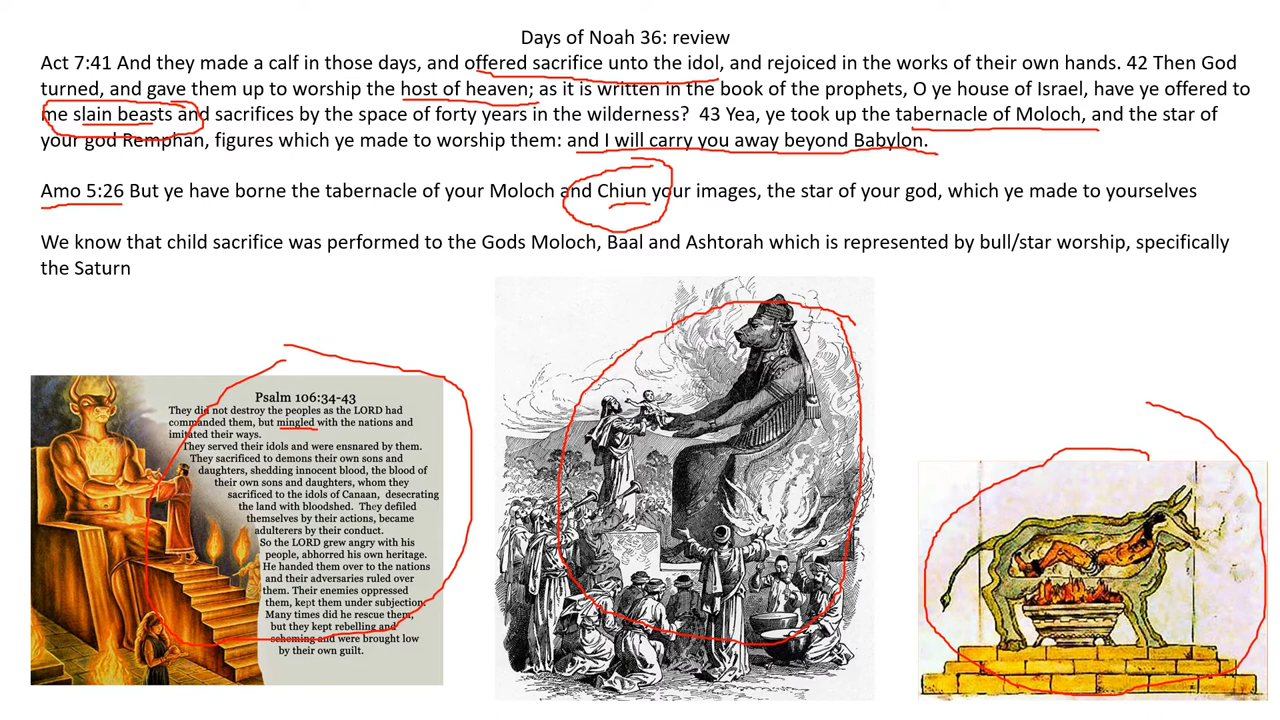 Days of Noah 36: review
Act 7:41 And they made a calf in those days, and offered sacrifice unto the idol, and rejoiced in the works of their own hands. 42 Then God
turned, and gave them up to worship the host of heaven; as it is written in the book of the prophets, O ye house of Israel, have ye offered to
me slain beasts and sacrifices by the space of forty years in the wilderness? 43 Yea, ye took up the tabernacle of Moloch, and the star of
your god Remphan, figures which ye made to worship them: and I will carry you away beyond Babylon.
Amo 5:26 But ye have borne the tabernacle of your Moloch and Chiun your images, the star of your god, which ye made to yourselves
We know that child sacrifice was performed to the Gods Moloch, Baal and Ashtorah which is represented by bull/star worship, specifically
the Saturn
Psalm 106:34-43
They did not destroy the peoples as the LORD had
commanded them, but mingled with the nations and
imitated their ways.
They served their idols and were ensnared by them.
They sacrificed to demons their own sons and
daughters, shedding innocent blood, the blood of
their own sons and daughters, whom they
sacrificed to the idols of Canaan, desecrating
the land with bloodshed. They defiled
themselves by their actions, became
adulterers by their conduct.
So the LORD grew angry with his
people, abhorred his own heritage.
He handed them over to the nations
and their adversaries ruled over
them. Their enemies oppressed
them, kept them under subjection.
Many times did he rescue them,
but they kept rebelling and
scheming and were brought low
by their own guilt.